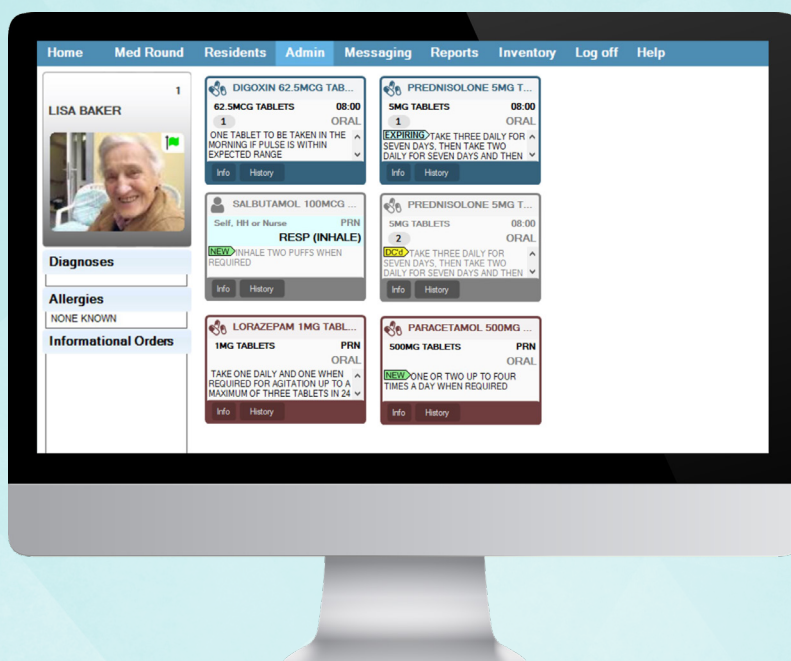 Home Med Round Residents Admin Messaging Reports Inventory Log off Help
1
LISA BAKER
Diagnoses
Allergies
NONE KNOWN
Informational Orders
DIGOXIN 62.5MCG TAB...
62.5MCG TABLETS 08:00
1 ORAL
ONE TABLET TO BE TAKEN IN THE
MORNING IF PULSE IS WITHIN
EXPECTED RANGE
Info History
PREDNISOLONE 5MG T...
5MG TABLETS 08:00
1 ORAL
EXPIRING TAKE THREE DAILY FOR
SEVEN DAYS, THEN TAKE TWO
DAILY FOR SEVEN DAYS AND THEN
Info History
SALBUTAMOL 100MCG ...
Self, HH or Nurse PRN
RESP (INHALE)
NEW INHALE TWO PUFFS WHEN
REQUIRED
Info History
PREDNISOLONE 5MG T...
5MG TABLETS 08:00
2 ORAL
DC'd TAKE THREE DAILY FOR
SEVEN DAYS, THEN TAKE TWO
DAILY FOR SEVEN DAYS AND THEN
Info History
LORAZEPAM 1MG TABL...
1MG TABLETS PRN
ORAL
TAKE ONE DAILY AND ONE WHEN
REQUIRED FOR AGITATION UP TO A
MAXIMUM OF THREE TABLETS IN 24
Info History
PARACETAMOL 500MG ...
500MG TABLETS PRN
ORAL
NEW ONE OR TWO UP TO FOUR
TIMES A DAY WHEN REQUIRED
Info History